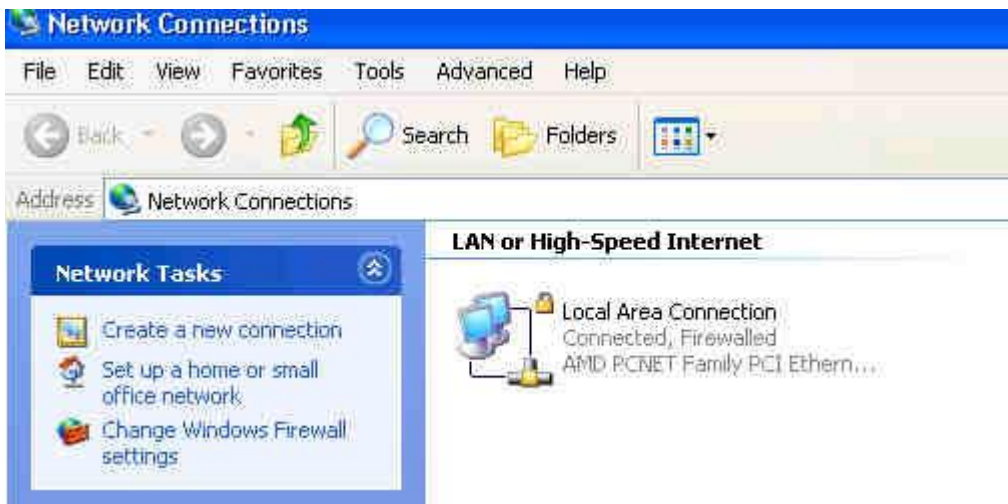 Network Connections
File Edit View Favorites Tools Advanced Help
Back Search Folders
Address Network Connections
LAN or High-Speed Internet
Network Tasks
Create a new connection
Set up a home or small
office network
Change Windows Firewall
settings
Local Area Connection
Connected, Firewalled
AMD PCNET Family PCI Ethern...